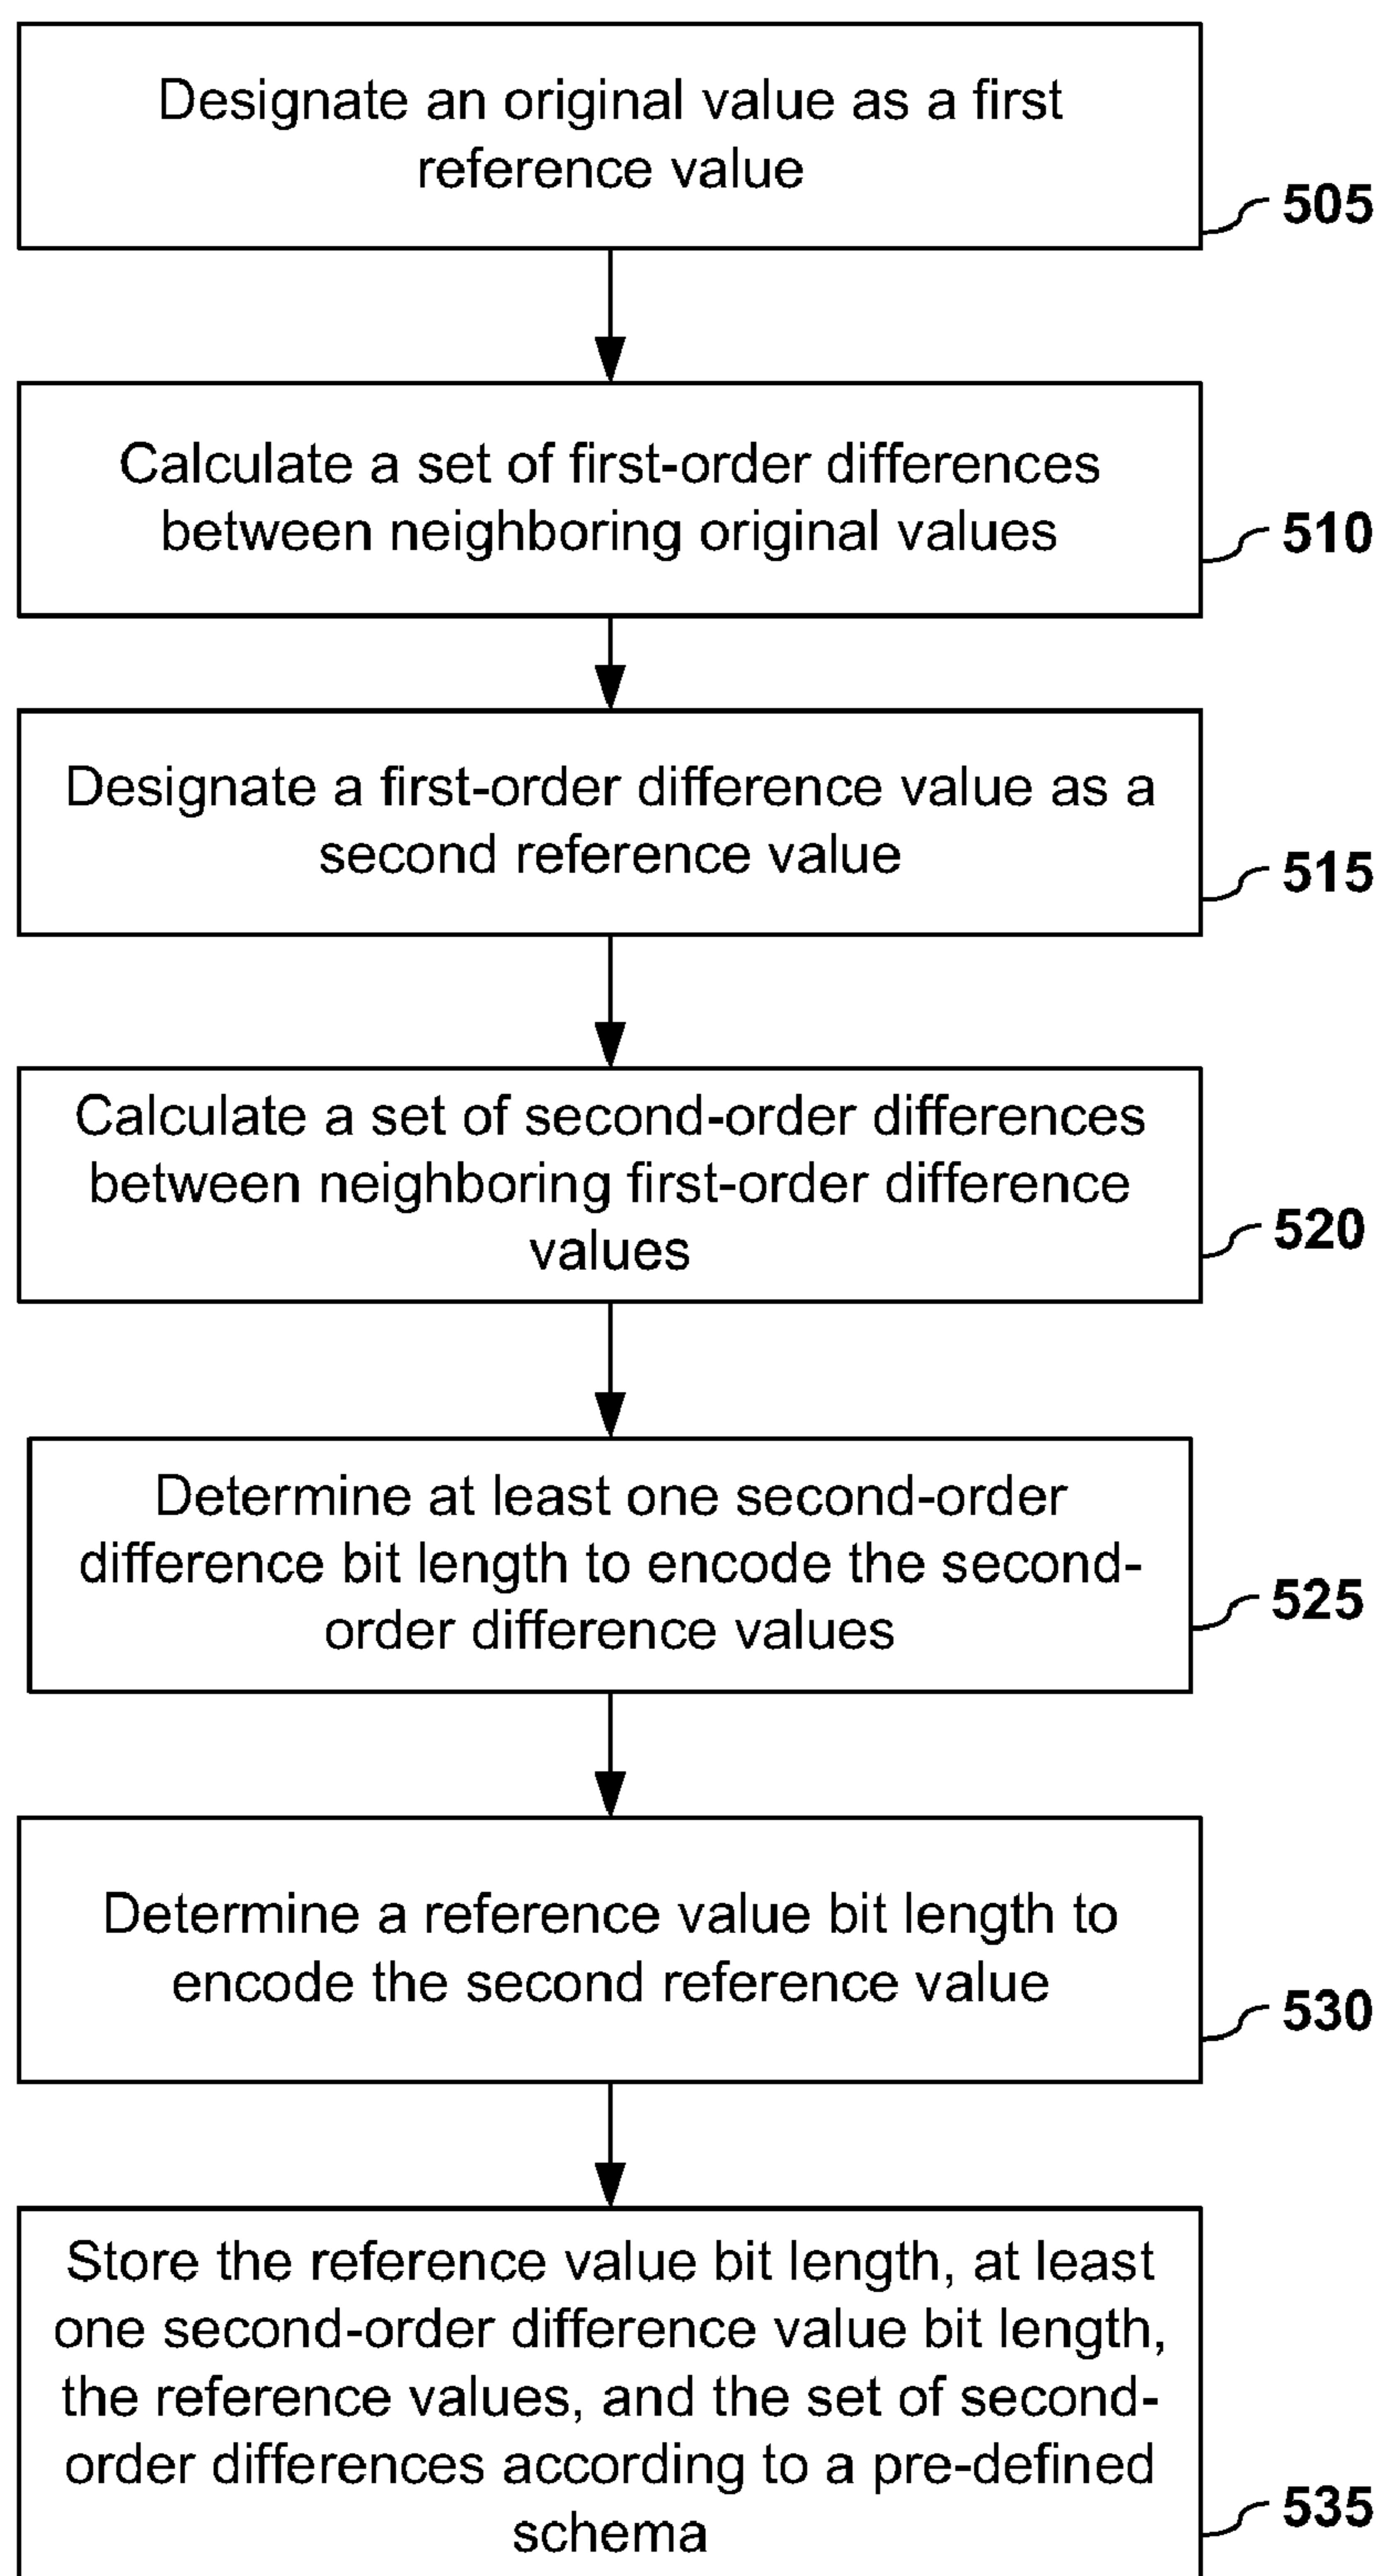 Designate an original value as a first
reference value
505
Calculate a set of first-order differences
between neighboring original values
510
Designate a first-order difference value as a
second reference value
515
Calculate a set of second-order differences
between neighboring first-order difference
values
520
Determine at least one second-order
difference bit length to encode the second-
order difference values
525
Determine a reference value bit length to
encode the second reference value
530
Store the reference value bit length, at least
one second-order difference value bit length,
the reference values, and the set of second-
order differences according to a pre-defined
schema
535